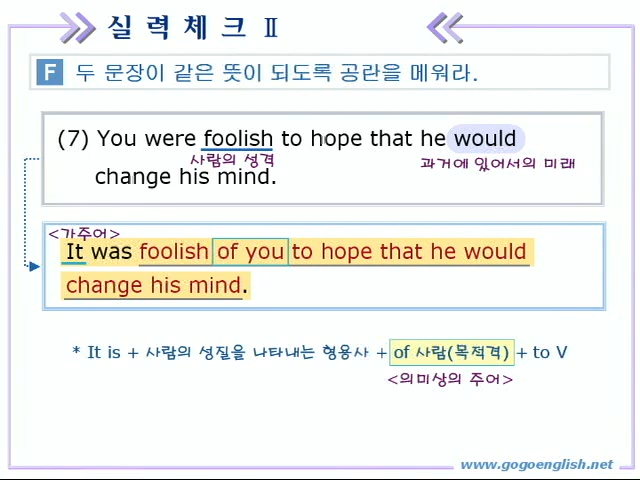 실 력 체 크 Ⅱ
F 두 문장이 같은 뜻이 되도록 공란을 메워라.
(7) You were foolish to hope that he would
사람의 성격 과거에 있어서의 미래
change his mind.
<가주어>
It was foolish of you to hope that he would
change his mind.
* It is + 사람의 성질을 나타내는 형용사 + of 사람(목적격) + to V
<의미상의 주어>
www.gogoenglish.net